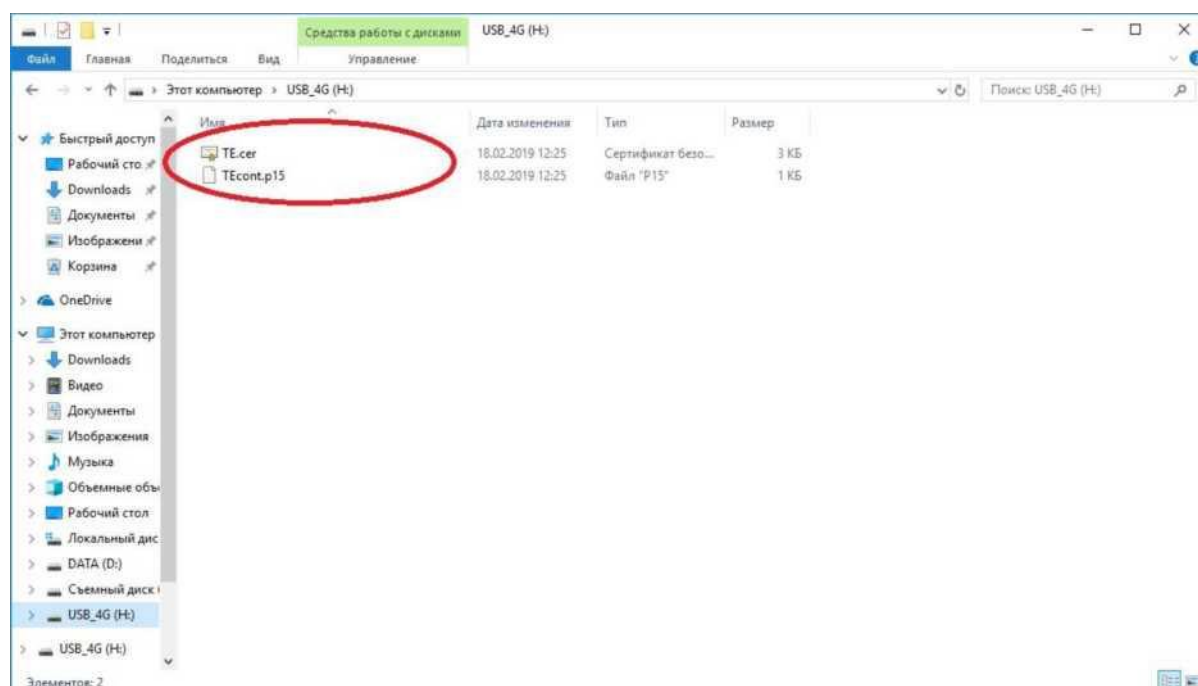 Средства работы с дисками
USB_4G (H:)
Файл
Главная
Поделиться
Вид
Управление
Этот компьютер › USB_4G (H:)
Поиск: USB_4G (H:)
Имя
Дата изменения
Тип
Размер
TE.cer
18.02.2019 12:25
Сертификат безо...
3 КБ
TEcont.p15
18.02.2019 12:25
Файл "P15"
1 КБ
Быстрый доступ
Рабочий сто
Downloads
Документы
Изображени
Корзина
OneDrive
Этот компьютер
Downloads
Видео
Документы
Изображения
Музыка
Объемные объ
Рабочий стол
Локальный дис
DATA (D:)
Съемный диск
USB_4G (H:)
USB_4G (H:)
Элементов: 2